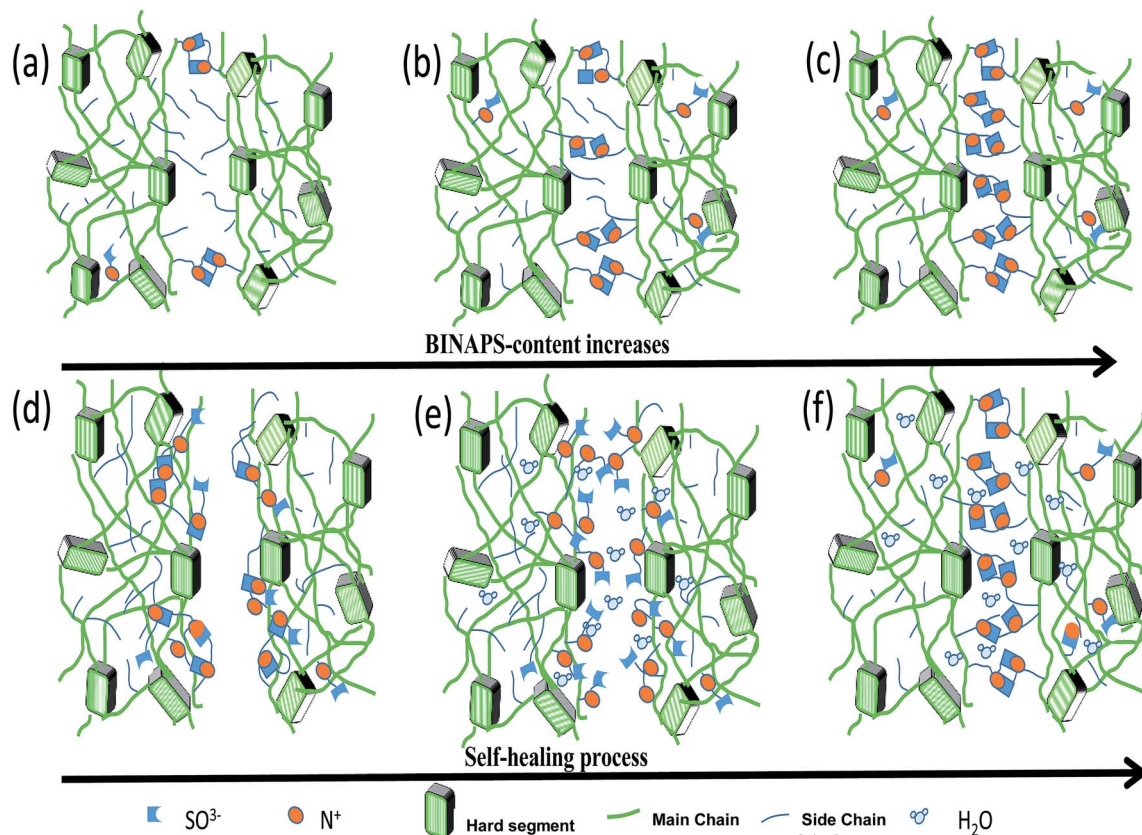 (a)
(b)
(c)
BINAPS-content increases
(d)
(e)
(f)
Self-healing process
SO³⁻
N⁺
Hard segment
Main Chain
Side Chain
H₂O